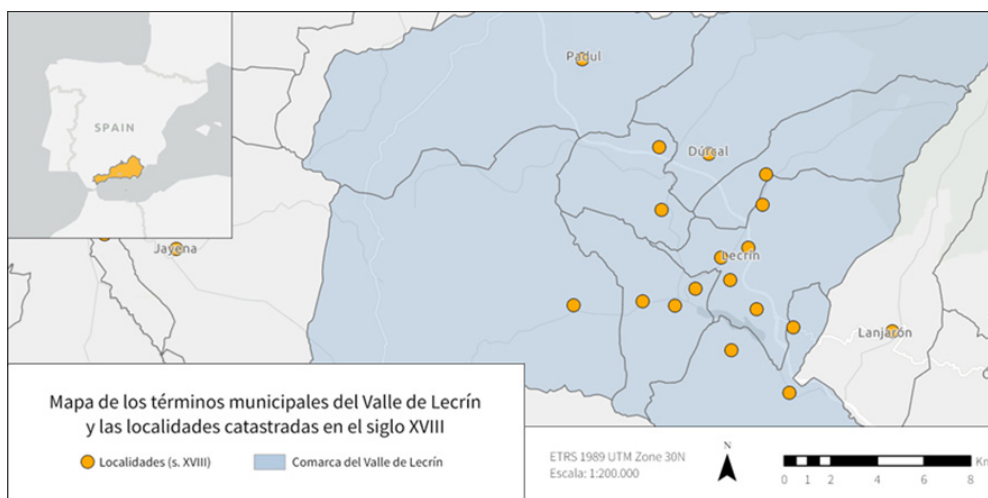 SPAIN
Padul
Dúrcal
Jayena
Lecrín
Lanjarón
Mapa de los términos municipales del Valle de Lecrín
y las localidades catastradas en el siglo XVIII
Localidades (s. XVIII)
Comarca del Valle de Lecrín
ETRS 1989 UTM Zone 30N
Escala: 1:200.000
N
Km
0 1 2 4 6 8